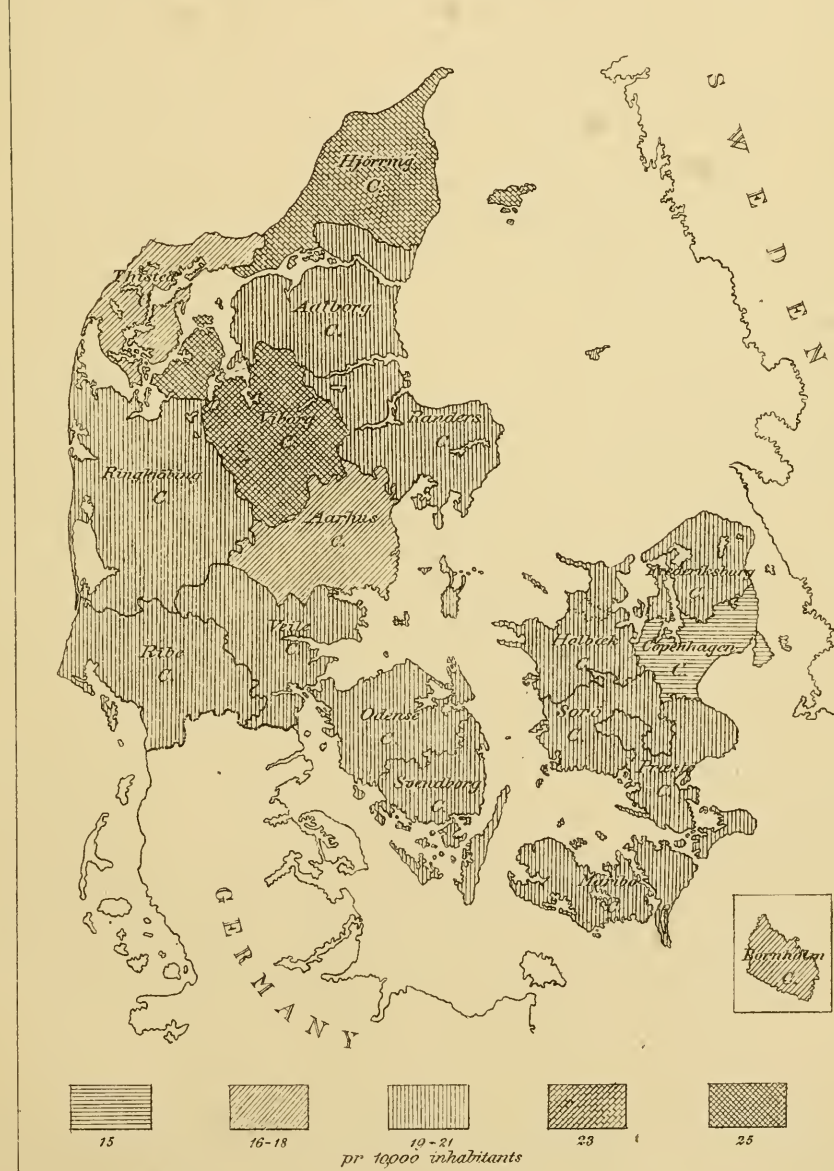 SWEDEN
Hjörring
C.
Thisted
C.
Aalborg
C.
Viborg
C.
Randers
C.
Ringkjöbing
C.
Aarhus
C.
Frederiksborg
C.
Veile
C.
Holbæk
C.
Copenhagen
C.
Ribe
C.
Odense
C.
Sorö
C.
Svendborg
C.
Præstö
C.
Maribo
C.
GERMANY
Bornholm
C.
15
16-18
19-21
23
25
pr 10,000 inhabitants